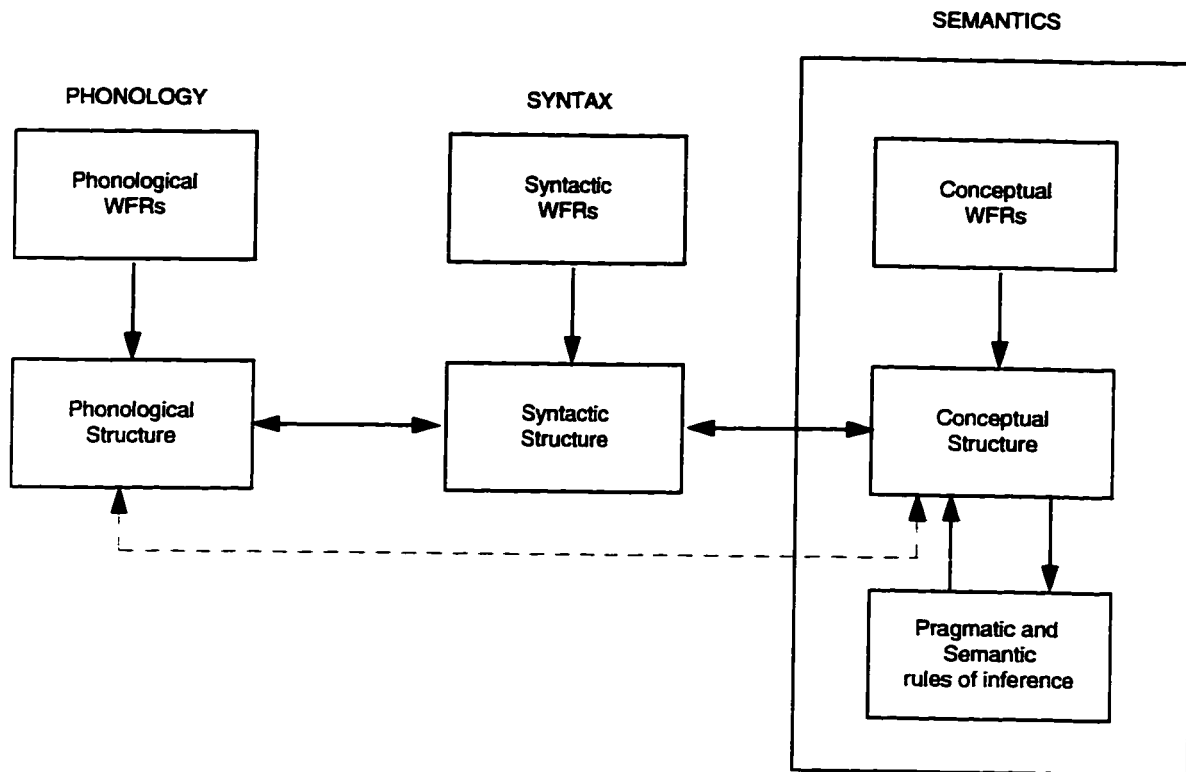 SEMANTICS
PHONOLOGY
SYNTAX
Phonological
WFRs
Syntactic
WFRs
Conceptual
WFRs
Phonological
Structure
Syntactic
Structure
Conceptual
Structure
Pragmatic and
Semantic
rules of inference